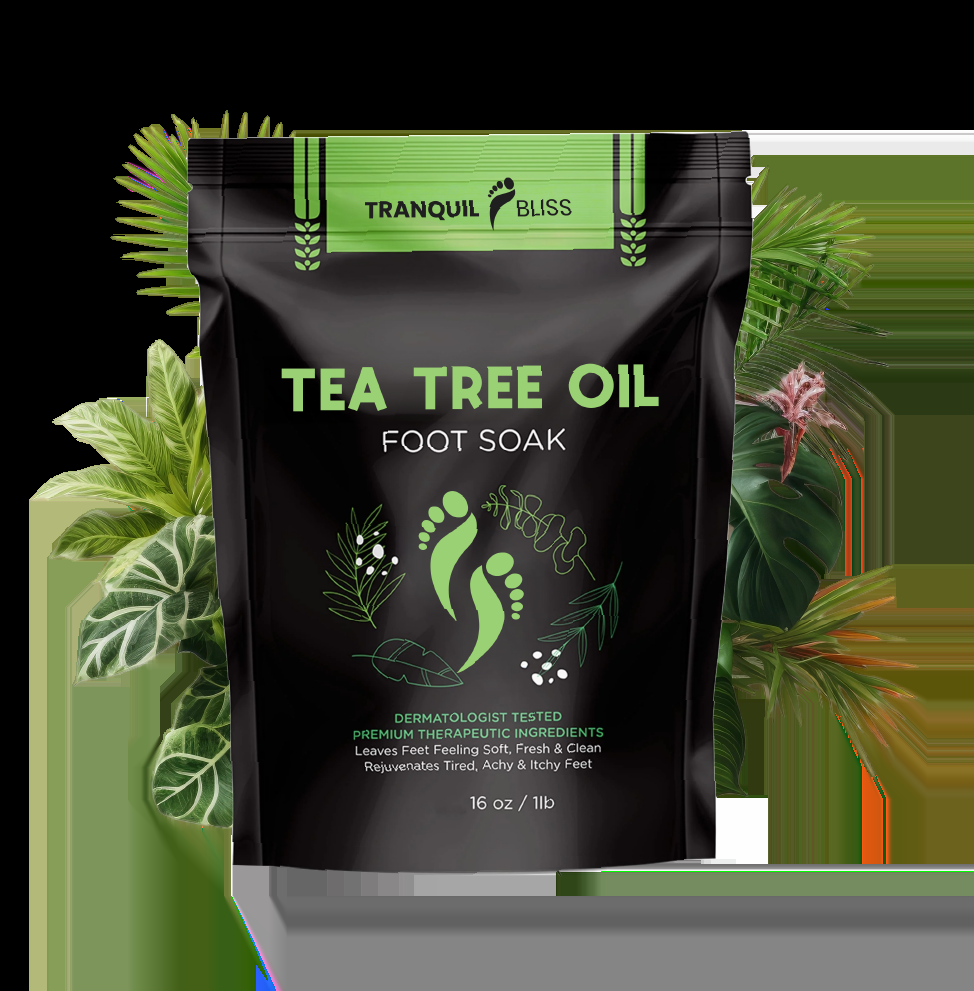 TRANQUIL BLISS
TEA TREE OIL
FOOT SOAK
DERMATOLOGIST TESTED
PREMIUM THERAPEUTIC INGREDIENTS
Leaves Feet Feeling Soft, Fresh & Clean
Rejuvenates Tired, Achy & Itchy Feet
16 oz / 1lb